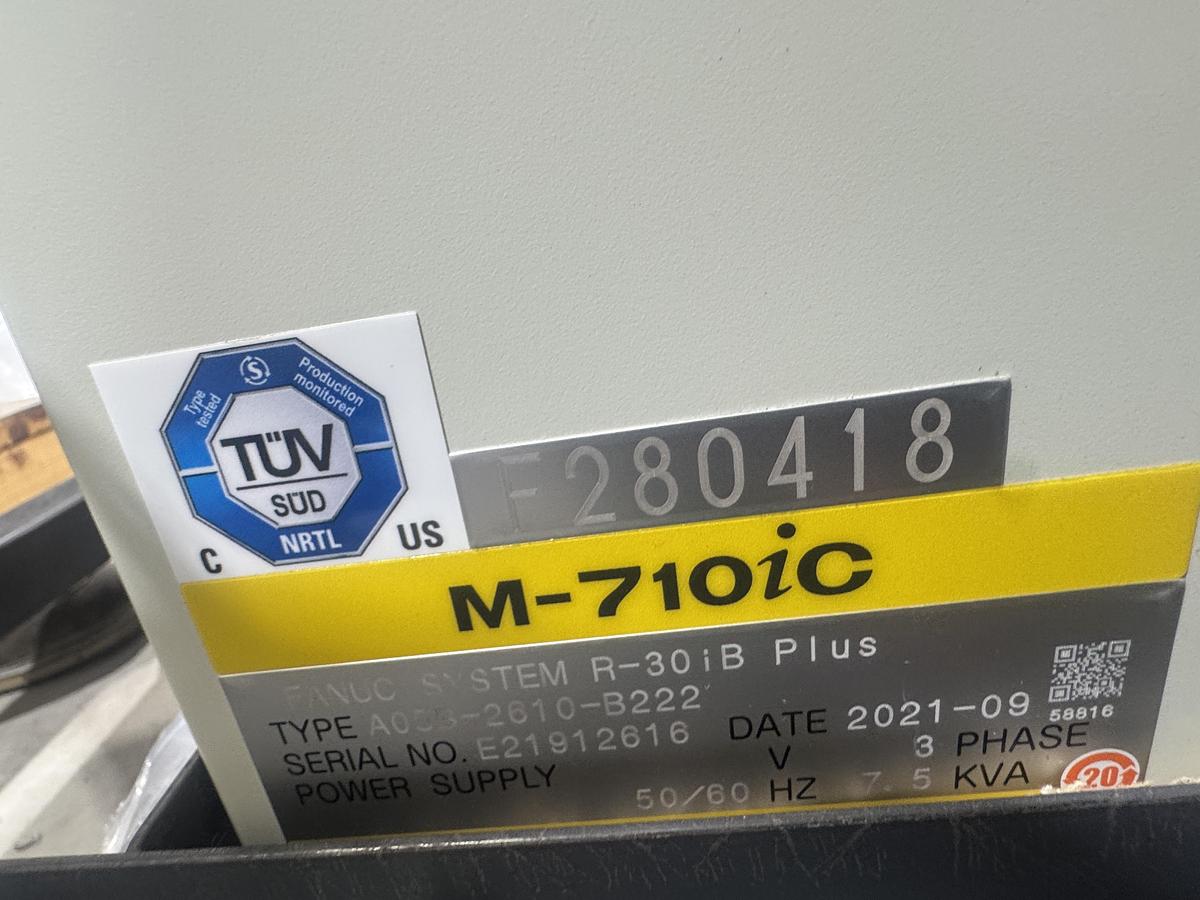 Type tested
S
Production monitored
TÜV
SÜD
NRTL
C US
F280418
M-710iC
FANUC SYSTEM R-30iB Plus
TYPE A05B-2610-B222
SERIAL NO. E21912616 DATE 2021-09
58816
POWER SUPPLY V 3 PHASE
50/60 HZ 7.5 KVA
20